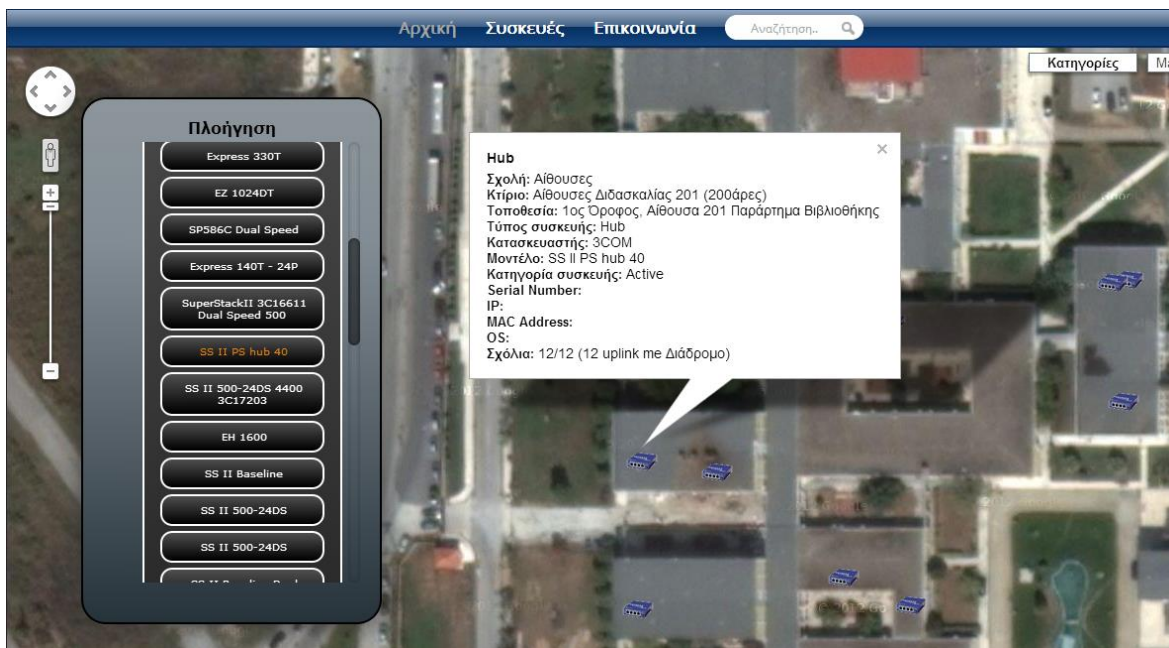 Αρχική Συσκευές Επικοινωνία Αναζήτηση..
Κατηγορίες
Πλοήγηση
Express 330T
EZ 1024DT
SP586C Dual Speed
Express 140T - 24P
SuperStackII 3C16611
Dual Speed 500
SS II PS hub 40
SS II 500-24DS 4400
3C17203
EH 1600
SS II Baseline
SS II 500-24DS
SS II 500-24DS
Hub
Σχολή: Αίθουσες
Κτίριο: Αίθουσες Διδασκαλίας 201 (200άρες)
Τοποθεσία: 1ος Όροφος, Αίθουσα 201 Παράρτημα Βιβλιοθήκης
Τύπος συσκευής: Hub
Κατασκευαστής: 3COM
Μοντέλο: SS II PS hub 40
Κατηγορία συσκευής: Active
Serial Number:
IP:
MAC Address:
OS:
Σχόλια: 12/12 (12 uplink me Διάδρομο)